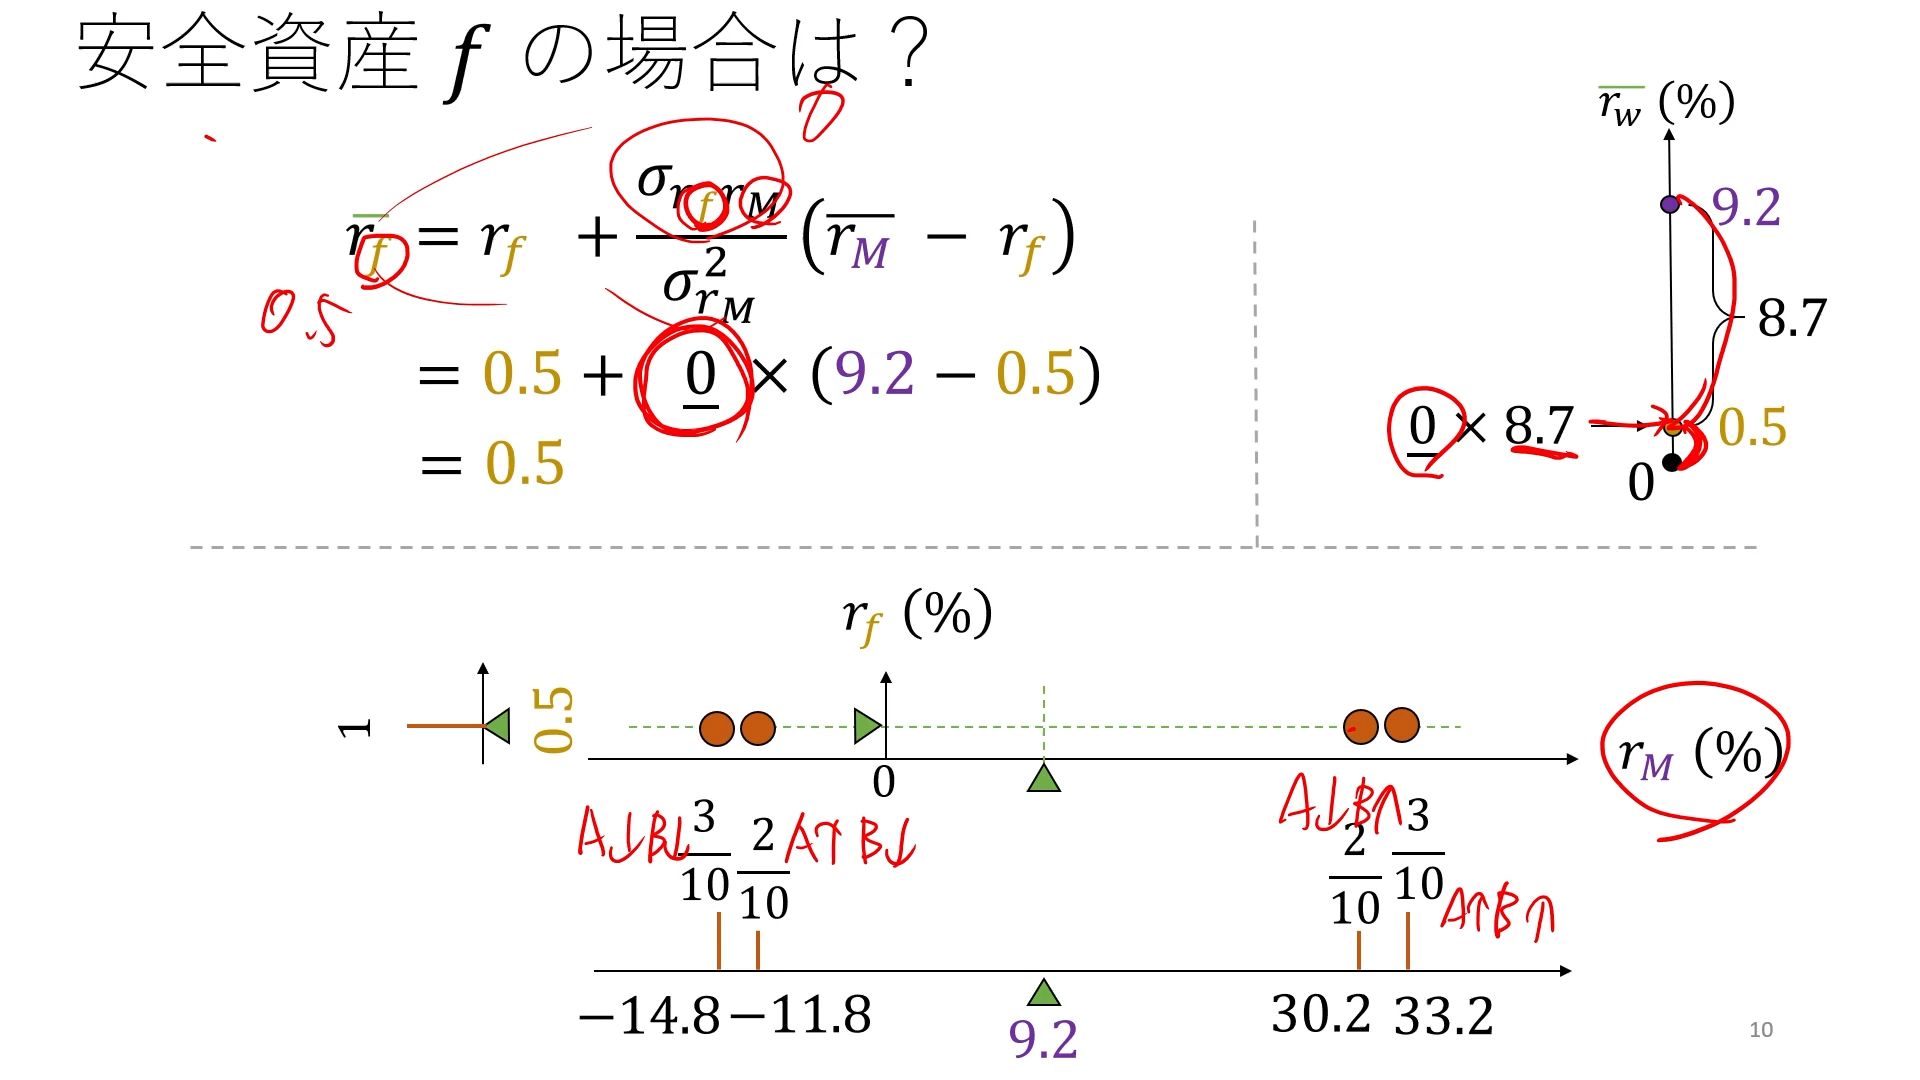 安全資産 f の場合は？
0
r̄_f = r_f + σ_{r_f r_M} / σ²_{r_M} (r̄_M − r_f)
0.5
= 0.5 + 0 × (9.2 − 0.5)
= 0.5
r̄_w (%)
9.2
8.7
0 × 8.7
0.5
0
r_f (%)
1
0.5
0
r_M (%)
A↓B↓ 3/10 2/10 A↑B↓
A↓B↑ 2/10 3/10 A↑B↑
−14.8 −11.8 9.2 30.2 33.2
10